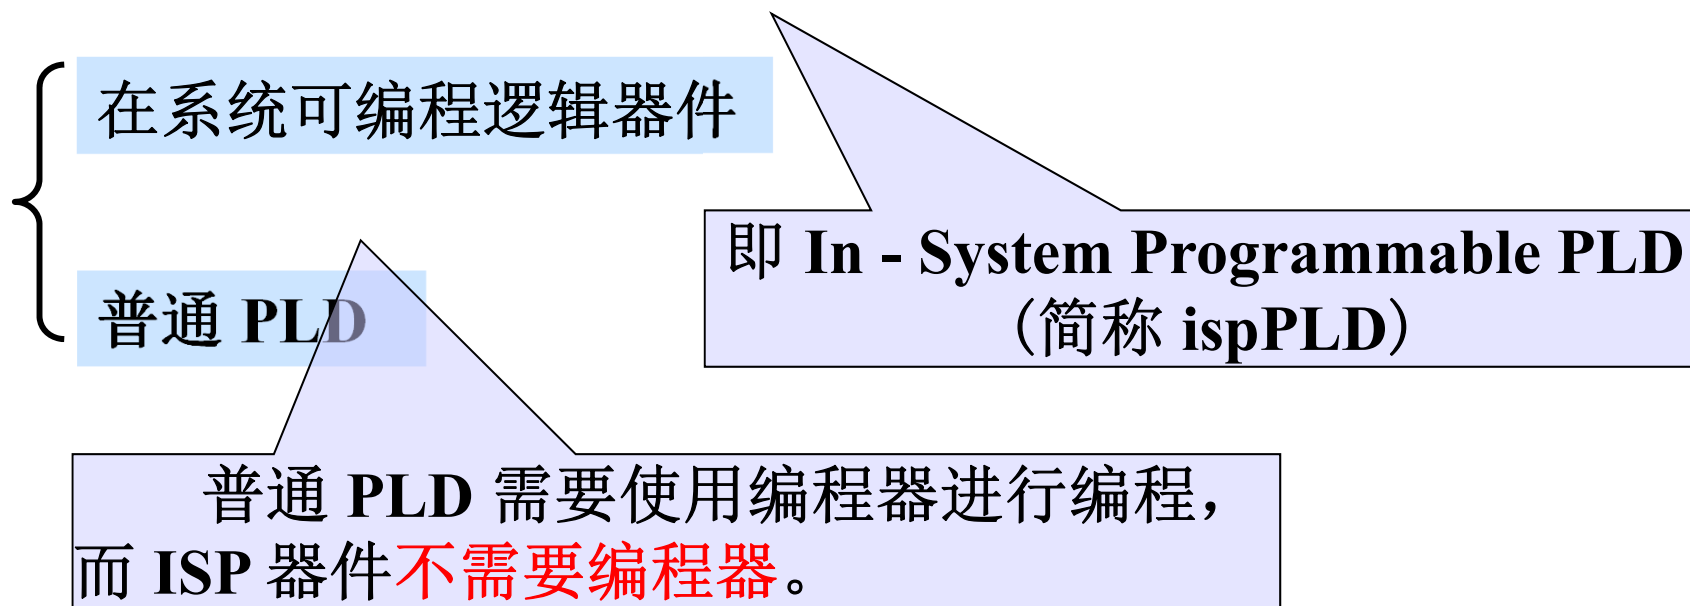 在系统可编程逻辑器件
即 In - System Programmable PLD
（简称 ispPLD）
普通 PLD
普通 PLD 需要使用编程器进行编程，
而 ISP 器件不需要编程器。